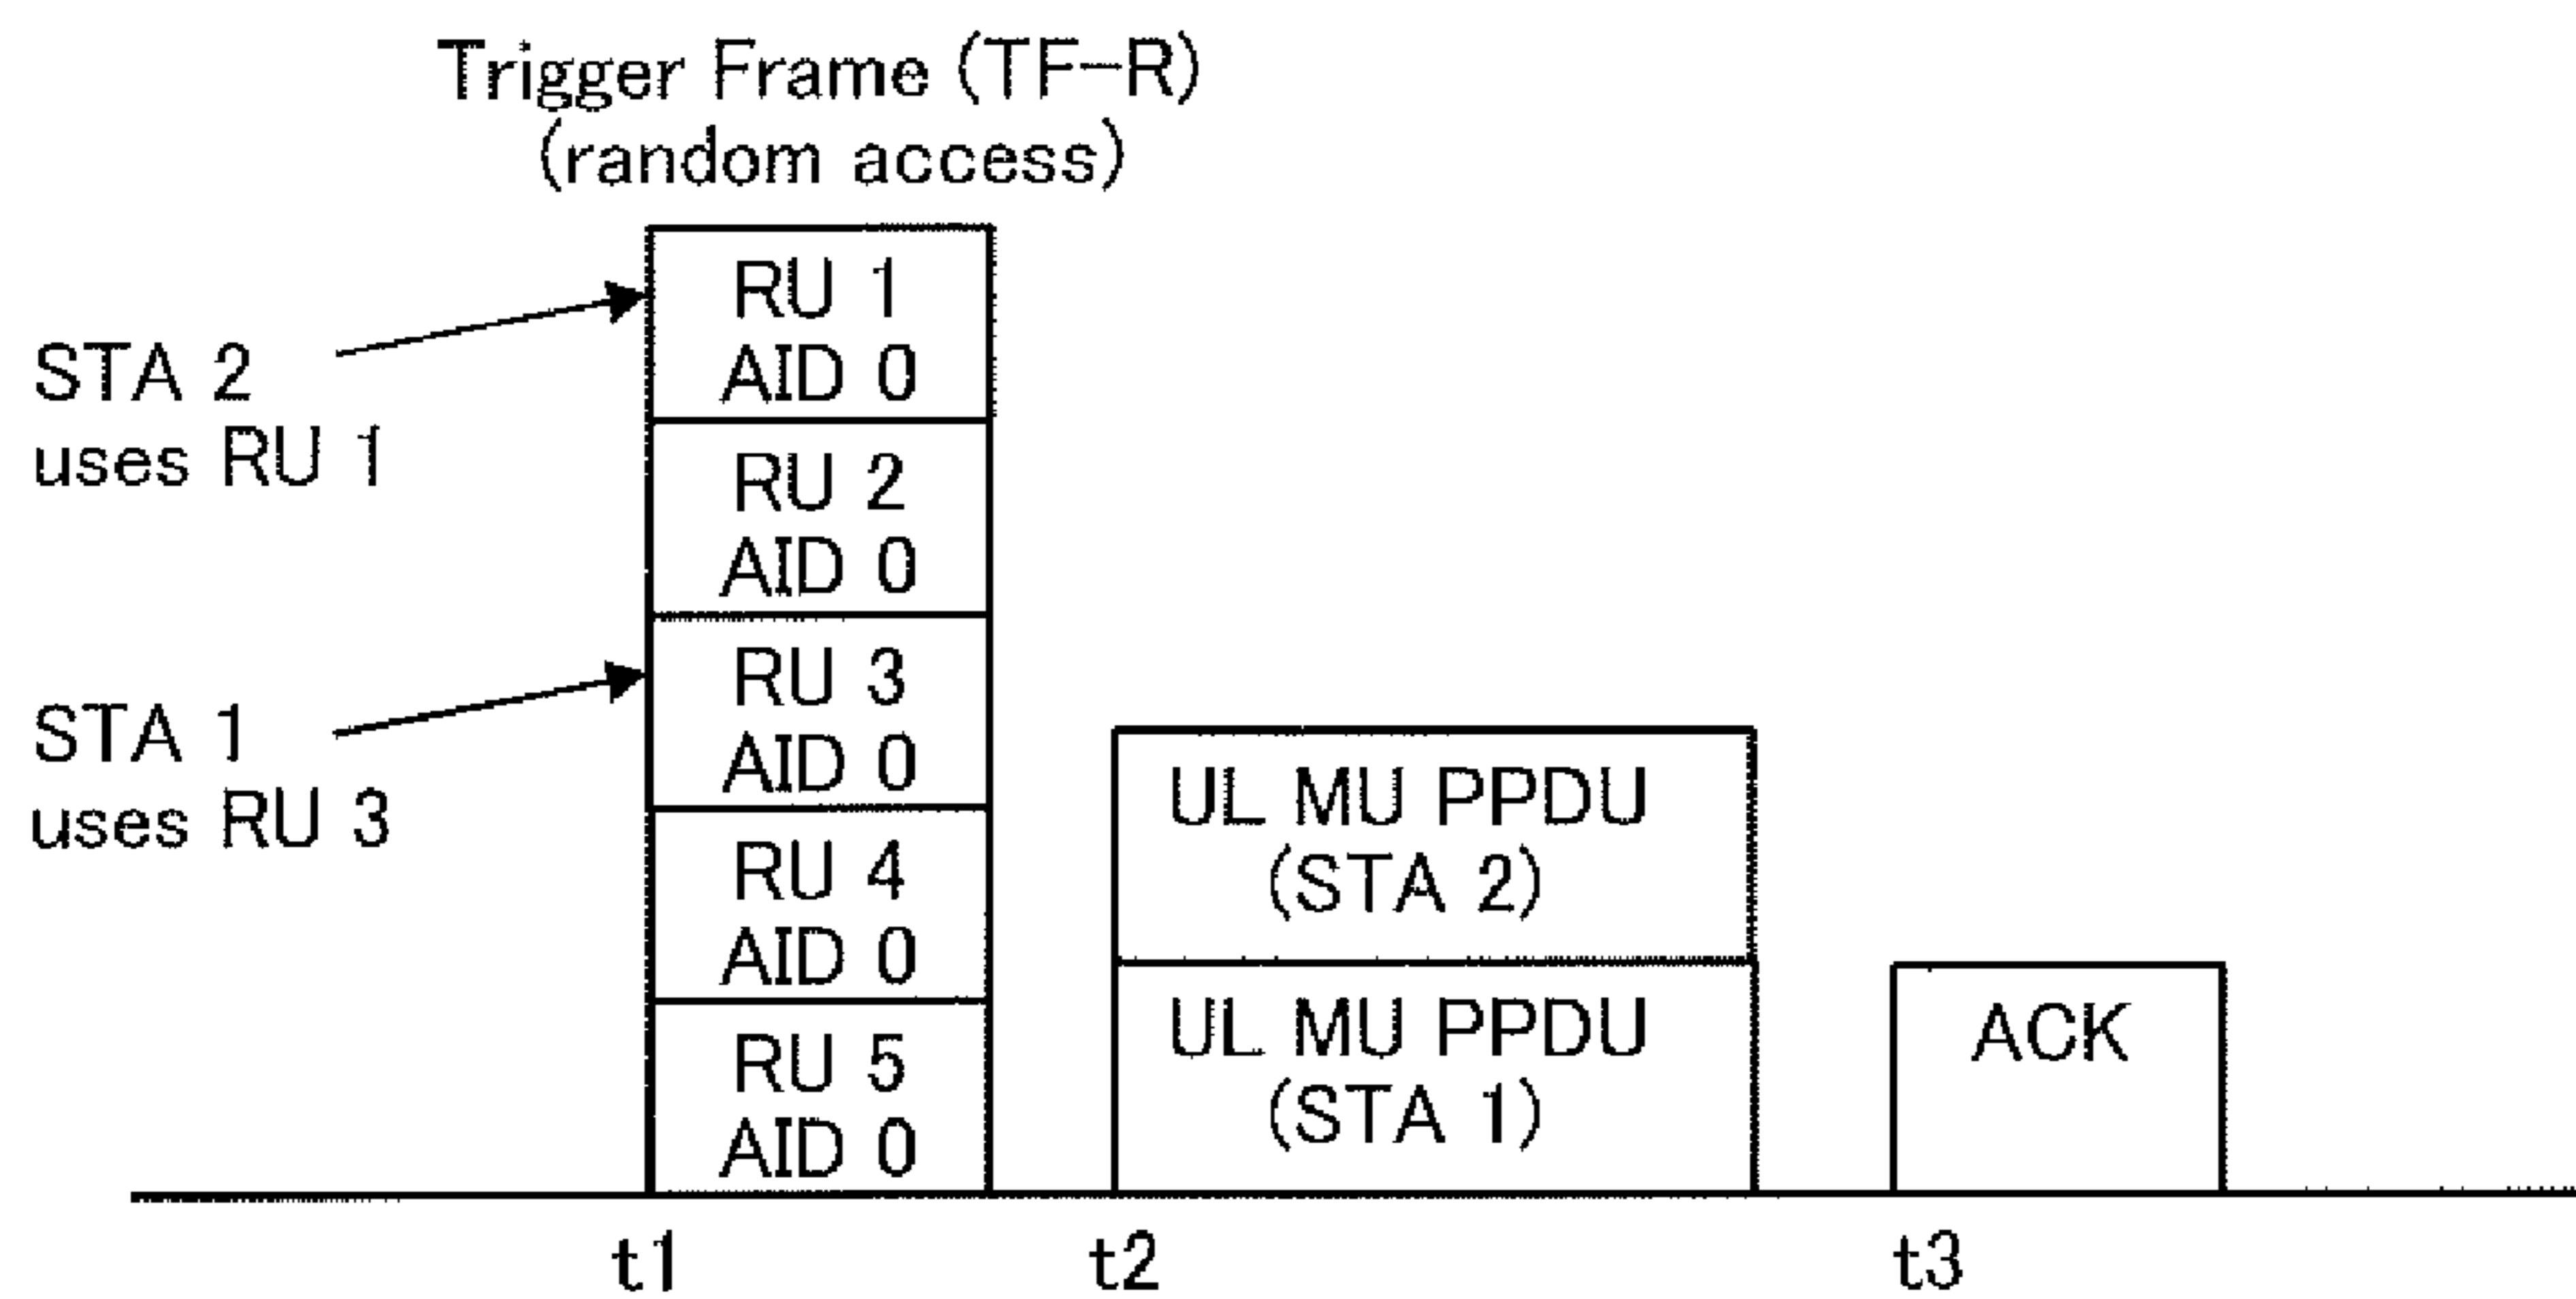 Trigger Frame (TF-R)
(random access)
STA 2
uses RU 1
STA 1
uses RU 3
RU 1
AID 0
RU 2
AID 0
RU 3
AID 0
RU 4
AID 0
RU 5
AID 0
UL MU PPDU
(STA 2)
UL MU PPDU
(STA 1)
ACK
t1
t2
t3